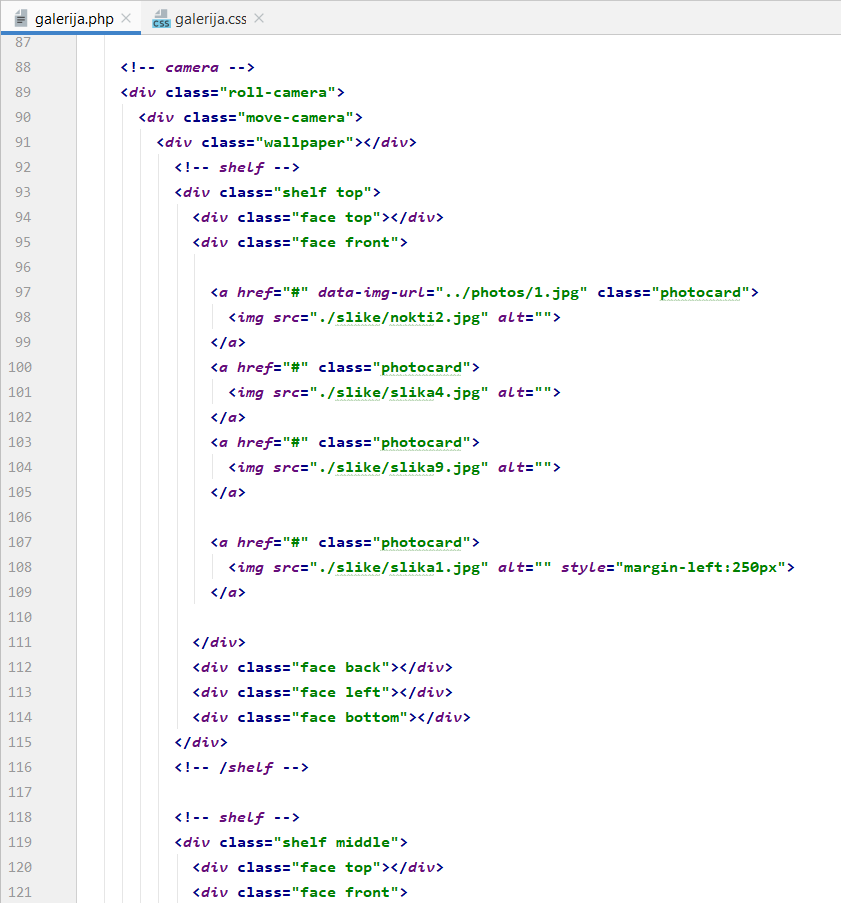 galerija.php galerija.css
87
88 <!-- camera -->
89 <div class="roll-camera">
90 <div class="move-camera">
91 <div class="wallpaper"></div>
92 <!-- shelf -->
93 <div class="shelf top">
94 <div class="face top"></div>
95 <div class="face front">
96
97 <a href="#" data-img-url="../photos/1.jpg" class="photocard">
98 <img src="./slike/nokti2.jpg" alt="">
99 </a>
100 <a href="#" class="photocard">
101 <img src="./slike/slika4.jpg" alt="">
102 </a>
103 <a href="#" class="photocard">
104 <img src="./slike/slika9.jpg" alt="">
105 </a>
106
107 <a href="#" class="photocard">
108 <img src="./slike/slika1.jpg" alt="" style="margin-left:250px">
109 </a>
110
111 </div>
112 <div class="face back"></div>
113 <div class="face left"></div>
114 <div class="face bottom"></div>
115 </div>
116 <!-- /shelf -->
117
118 <!-- shelf -->
119 <div class="shelf middle">
120 <div class="face top"></div>
121 <div class="face front">